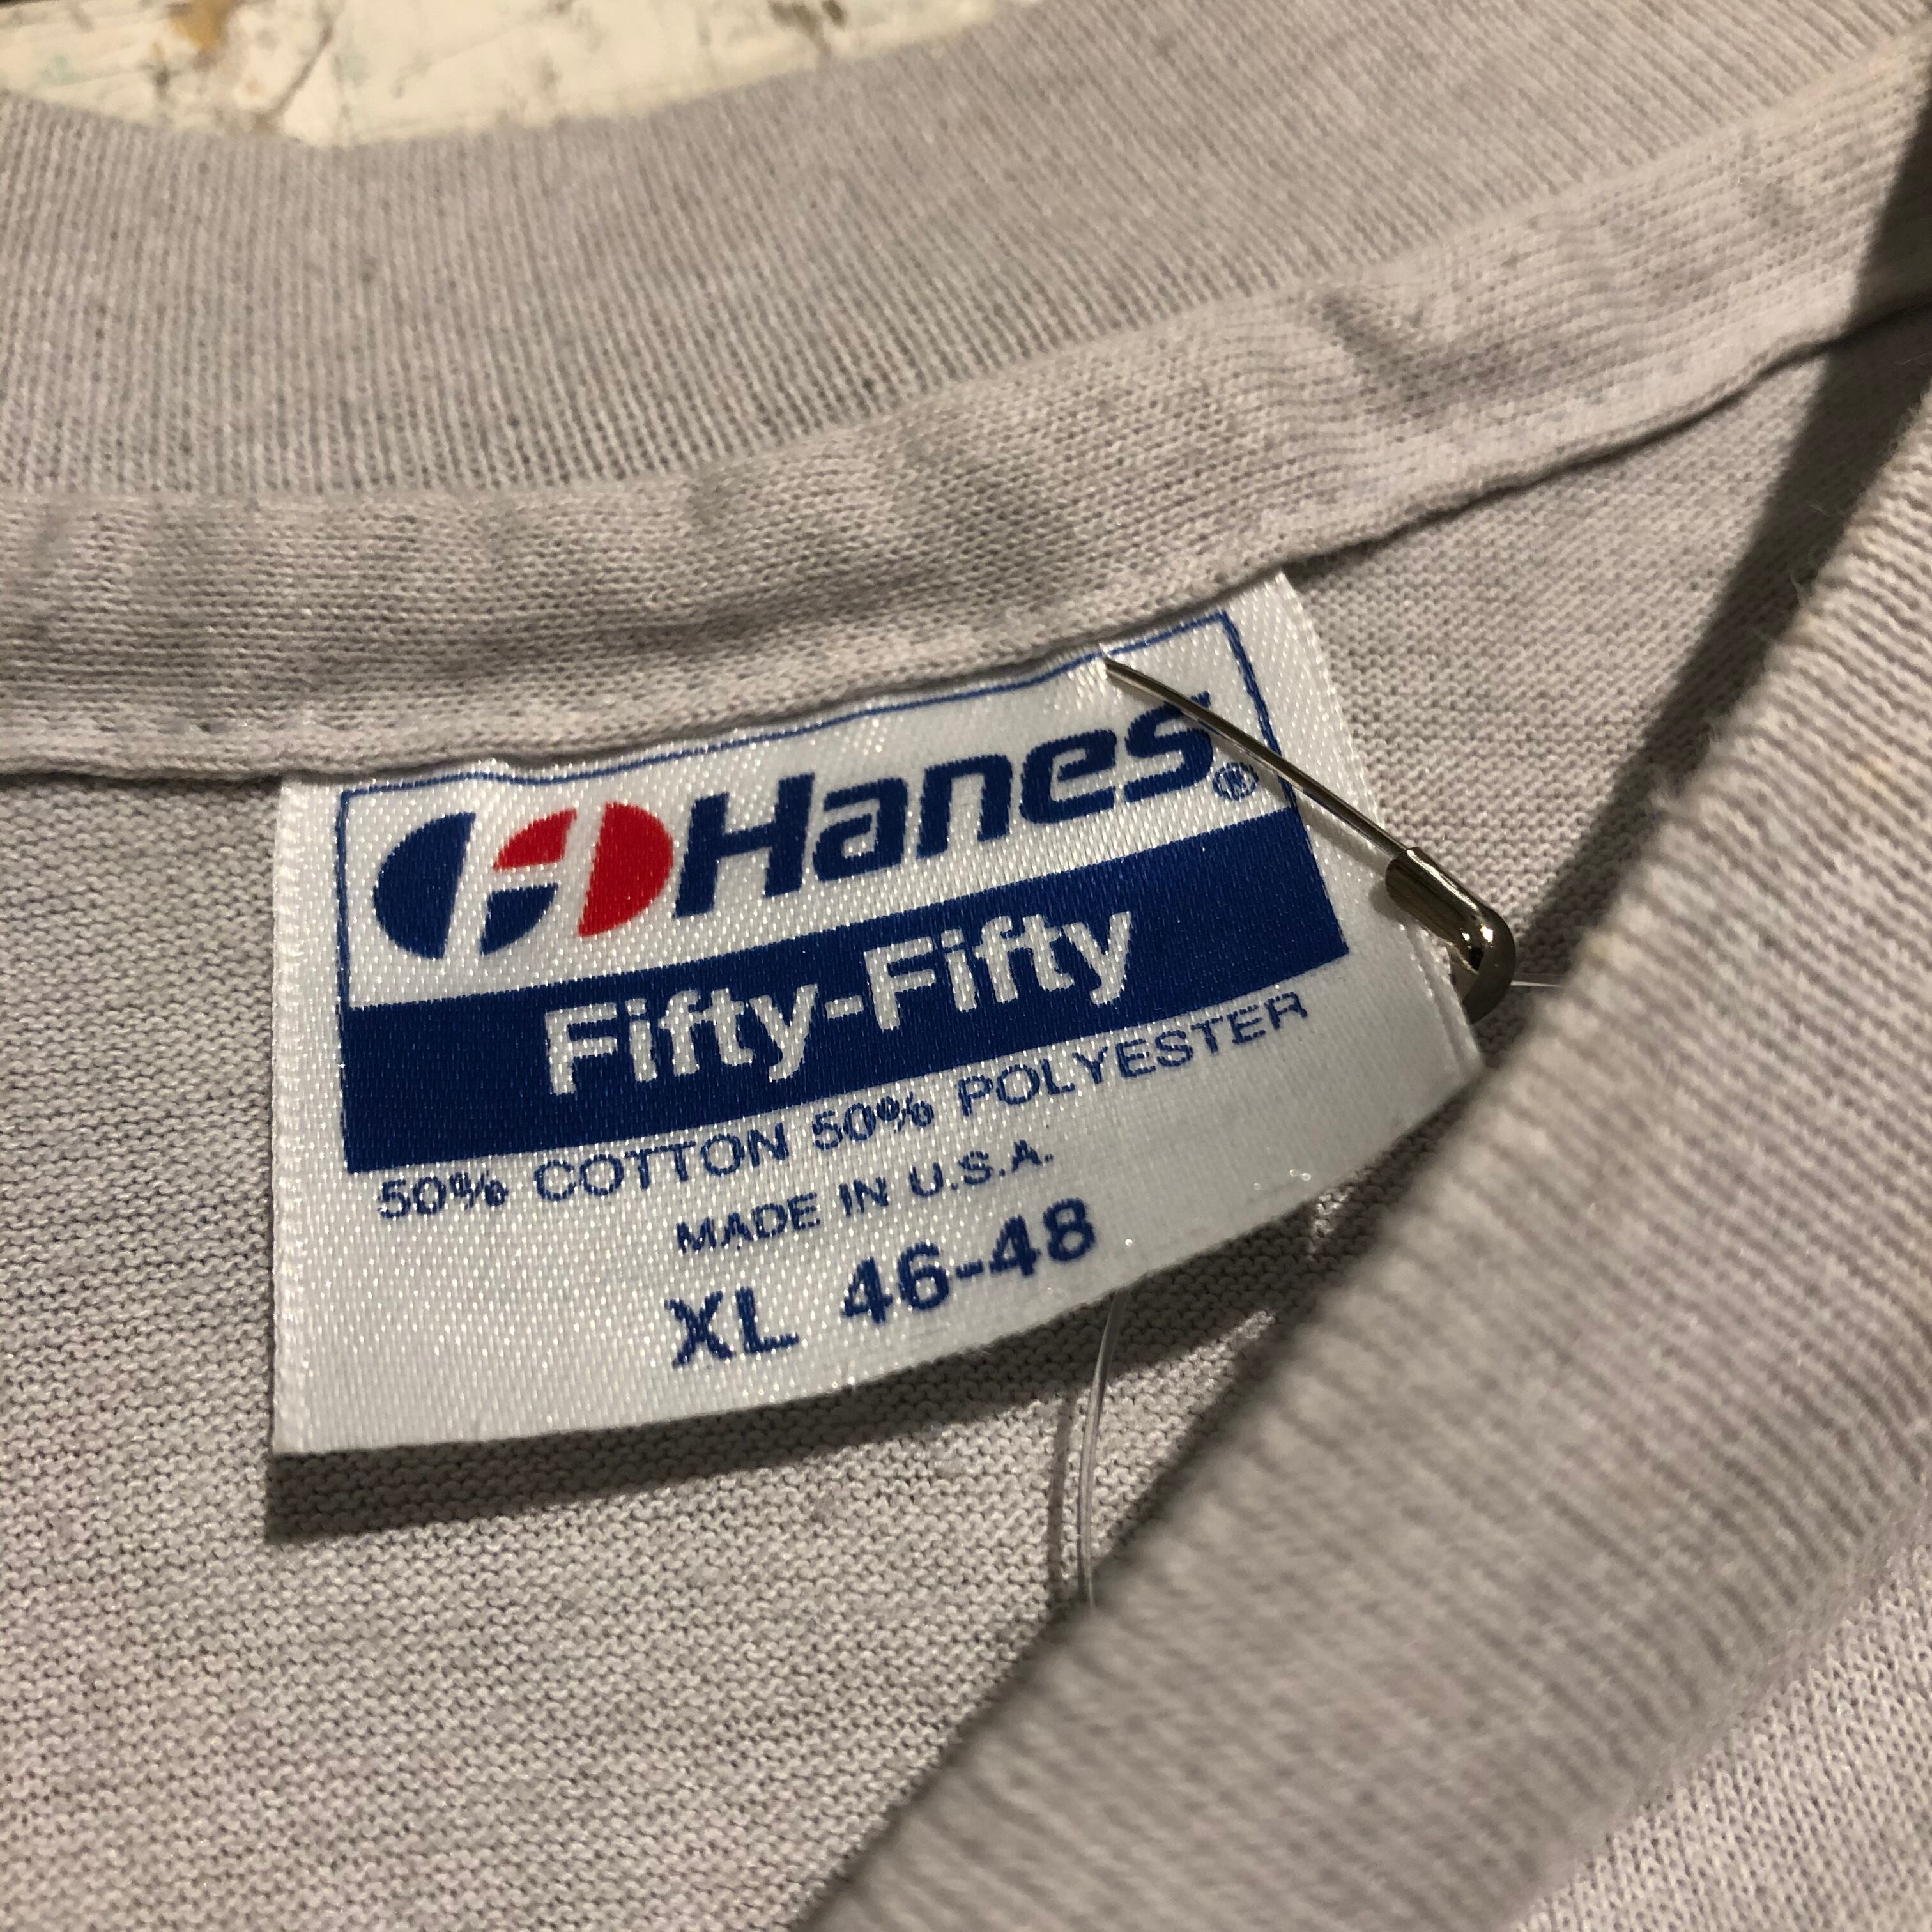 Hanes®
Fifty-Fifty
50% COTTON 50% POLYESTER
MADE IN U.S.A.
XL 46-48